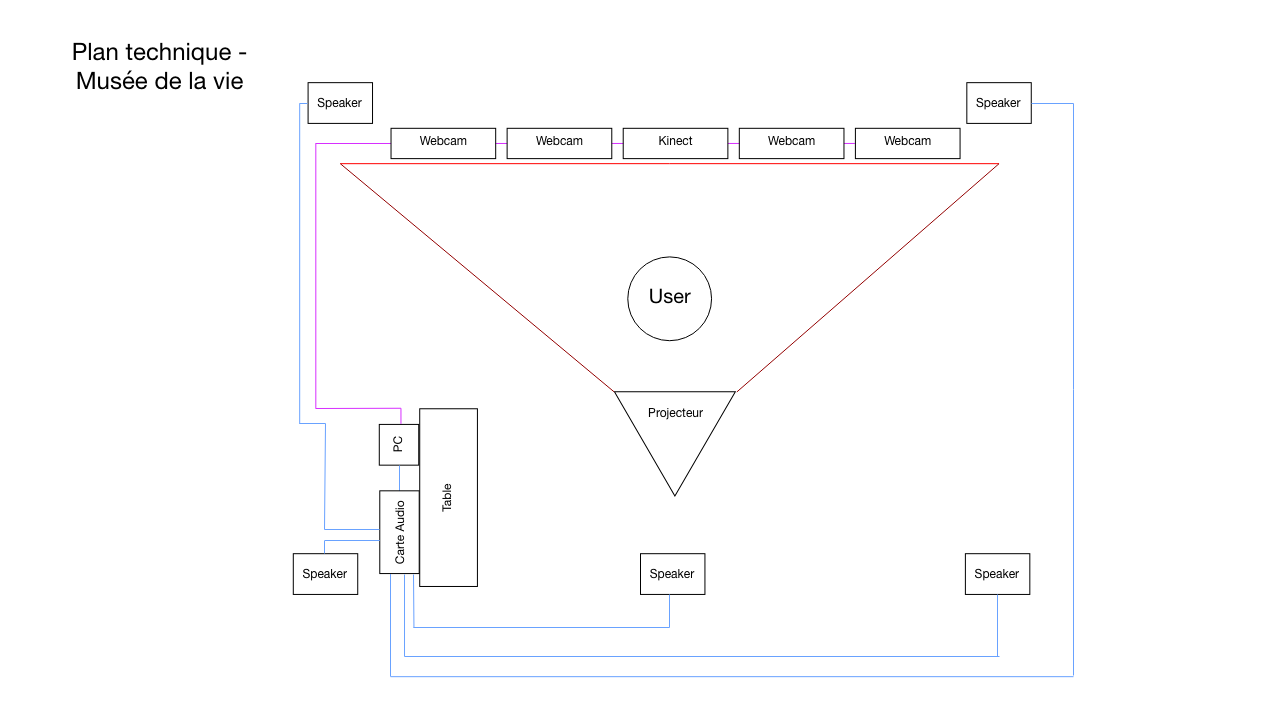 Plan technique -
Musée de la vie
Speaker
Speaker
Webcam
Webcam
Kinect
Webcam
Webcam
User
Projecteur
PC
Table
Carte Audio
Speaker
Speaker
Speaker